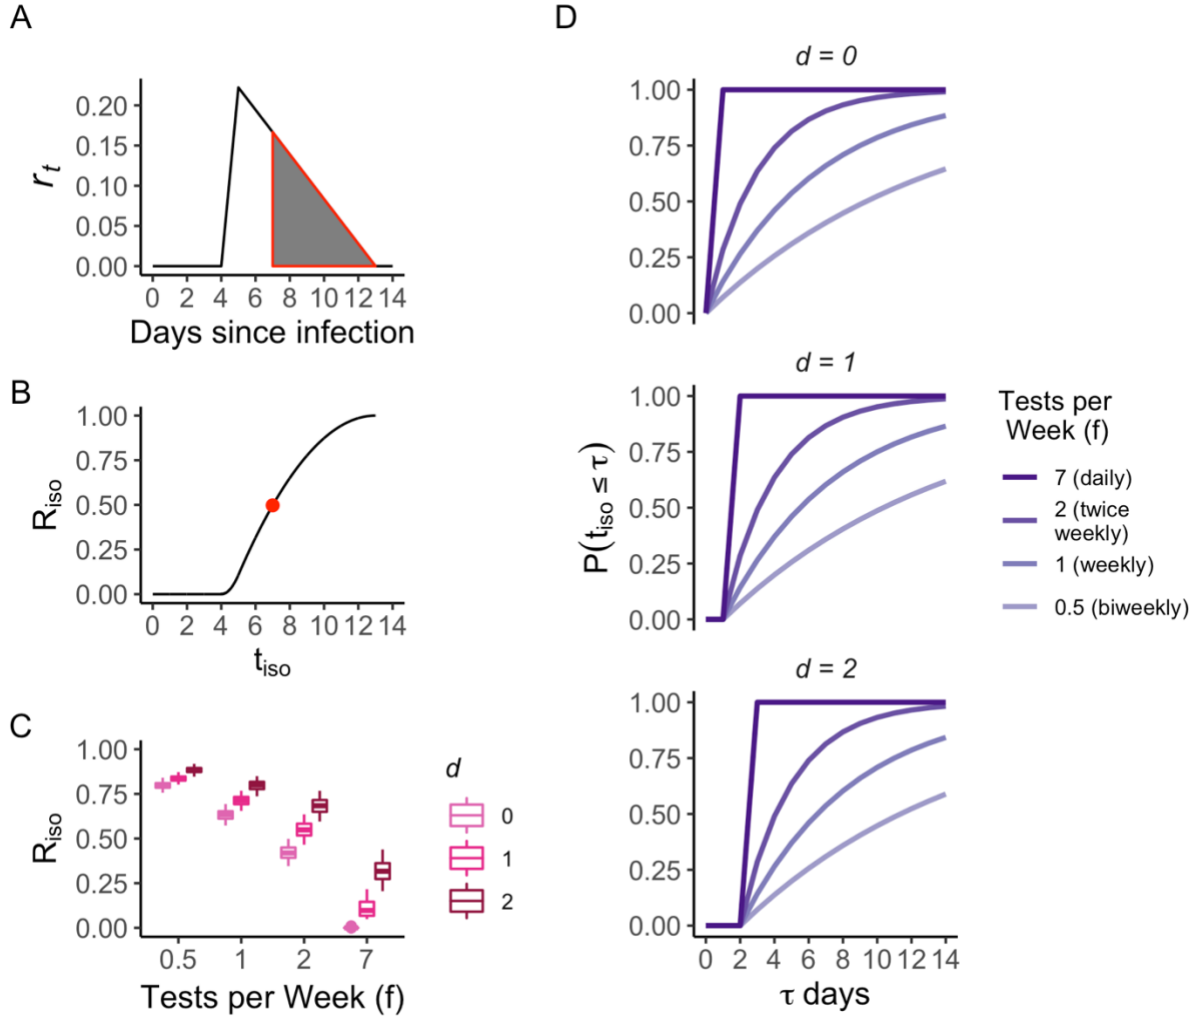 A
0.20
0.15
0.10
0.05
0.00
rt
0 2 4 6 8 10 12 14
Days since infection
B
1.00
0.75
0.50
0.25
0.00
Riso
0 2 4 6 8 10 12 14
tiso
C
1.00
0.75
0.50
0.25
0.00
Riso
0.5 1 2 7
Tests per Week (f)
d
0
1
2
D
d = 0
1.00
0.75
0.50
0.25
0.00
d = 1
1.00
0.75
0.50
0.25
0.00
P(tiso ≤ τ)
d = 2
1.00
0.75
0.50
0.25
0.00
0 2 4 6 8 10 12 14
τ days
Tests per
Week (f)
7 (daily)
2 (twice
weekly)
1 (weekly)
0.5 (biweekly)